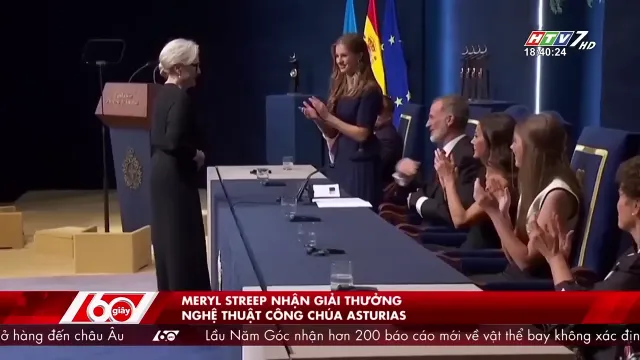 HTV7 HD
18:40:24
60 giây
MERYL STREEP NHẬN GIẢI THƯỞNG
NGHỆ THUẬT CÔNG CHÚA ASTURIAS
ở hàng đến châu Âu
Lầu Năm Góc nhận hơn 200 báo cáo mới về vật thể bay không xác đị